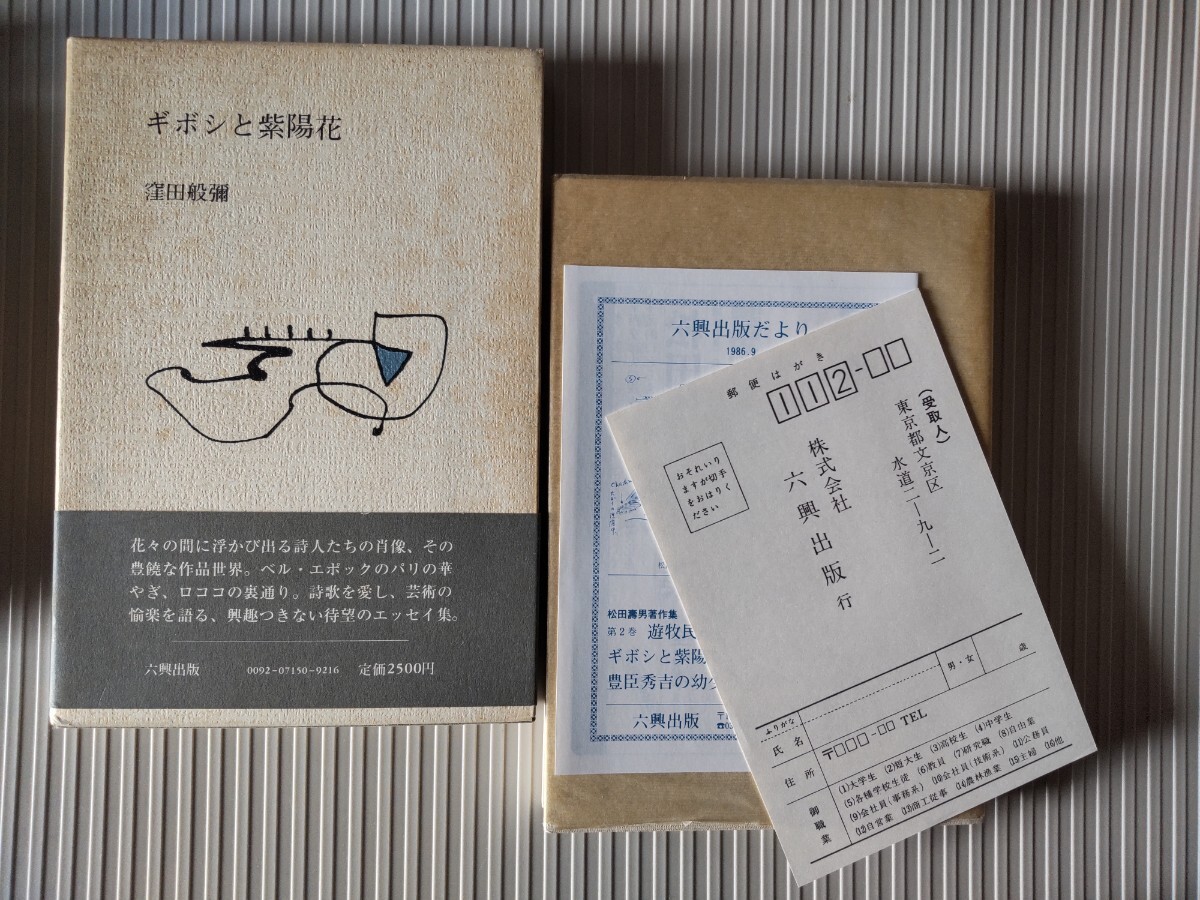 ギボシと紫陽花
窪田般彌
花々の間に浮かび出る詩人たちの肖像、その
豊饒な作品世界。ベル・エポックのパリの華
やぎ、ロココの裏通り。詩歌を愛し、芸術の
愉楽を語る、興趣つきない待望のエッセイ集。
六興出版 0092-07150-9216 定価2500円
六興出版だより
1986.9
松田壽男著作集
第2巻 遊牧民
ギボシと紫陽
豊臣秀吉の幼
六興出版
郵便はがき
112-□□
(受取人)
東京都文京区
水道二ー九ー二
株式会社
六興出版 行
おそれいり
ますが切手
をおはりく
ださい
ふりがな
氏名
男・女
歳
住所
〒□□□-□□ TEL
御職業
(1)大学生 (2)短大生 (3)高校生 (4)中学生
(5)各種学校生徒 (6)教員 (7)研究職 (8)自由業
(9)会社員(事務系) (10)会社員(技術系) (11)公務員
(12)自営業 (13)商工従事 (14)農林漁業 (15)主婦 (16)他